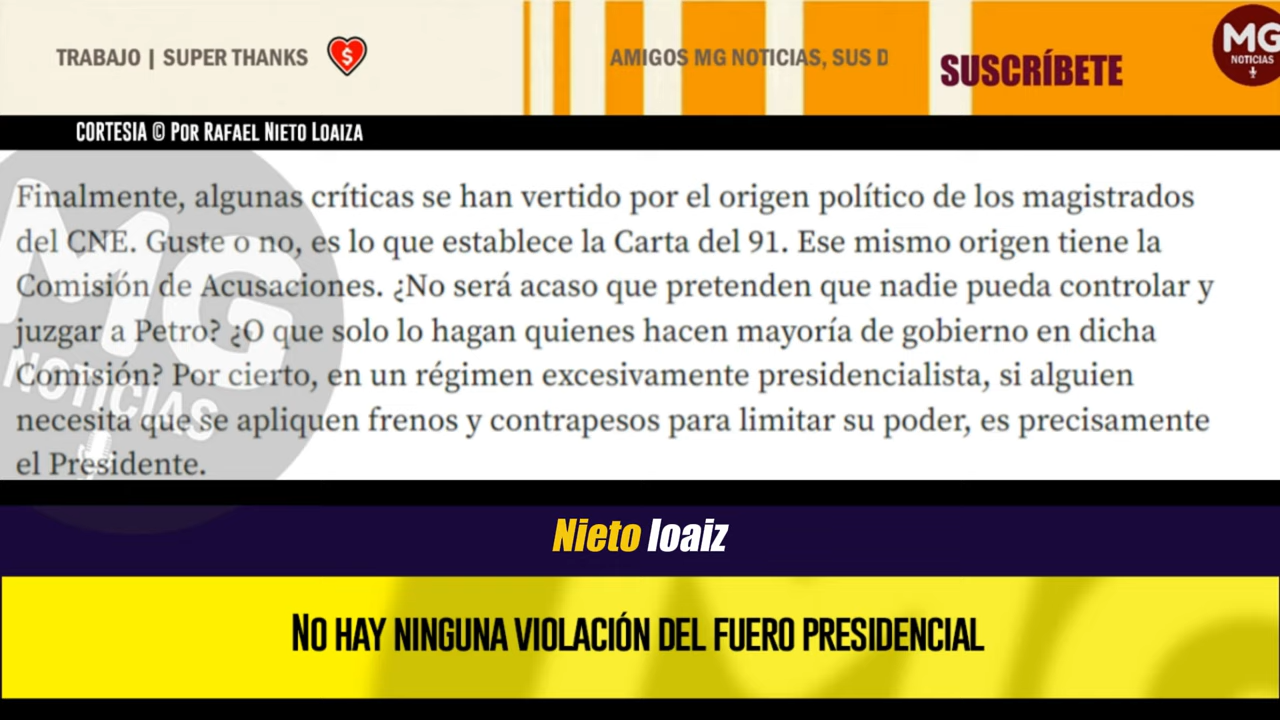 TRABAJO | SUPER THANKS
AMIGOS MG NOTICIAS, SUS D
SUSCRÍBETE
MG
NOTICIAS
CORTESIA © POR RAFAEL NIETO LOAIZA
Finalmente, algunas críticas se han vertido por el origen político de los magistrados
del CNE. Guste o no, es lo que establece la Carta del 91. Ese mismo origen tiene la
Comisión de Acusaciones. ¿No será acaso que pretenden que nadie pueda controlar y
juzgar a Petro? ¿O que solo lo hagan quienes hacen mayoría de gobierno en dicha
Comisión? Por cierto, en un régimen excesivamente presidencialista, si alguien
necesita que se apliquen frenos y contrapesos para limitar su poder, es precisamente
el Presidente.
MG
NOTICIAS
Nieto loaiz
NO HAY NINGUNA VIOLACIÓN DEL FUERO PRESIDENCIAL